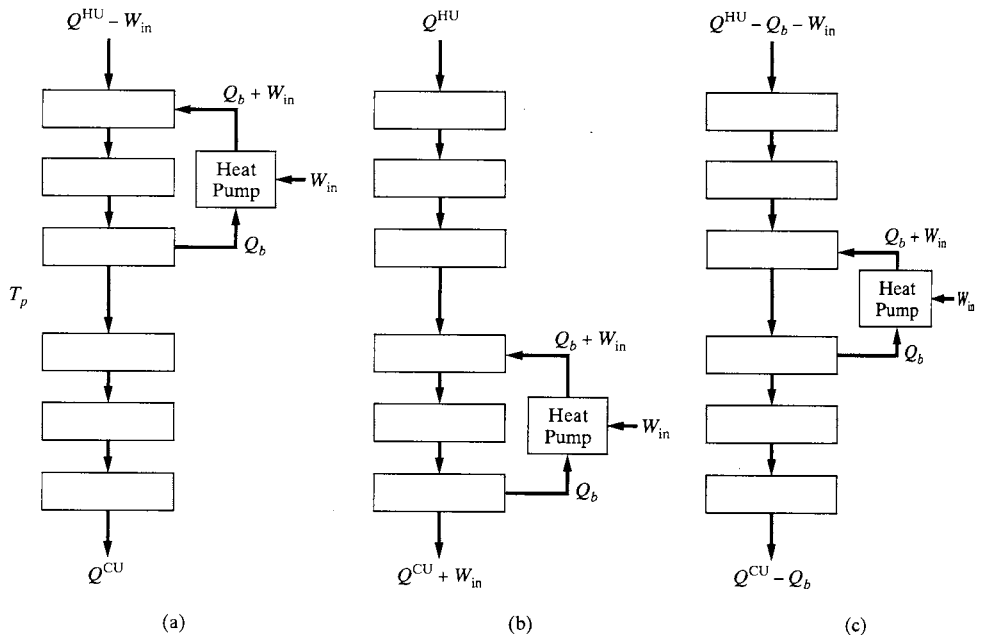 Q^HU – W_in
Q_b + W_in
Heat
Pump
W_in
Q_b
T_p
Q^CU
(a)
Q^HU
Q_b + W_in
Heat
Pump
W_in
Q_b
Q^CU + W_in
(b)
Q^HU – Q_b – W_in
Q_b + W_in
Heat
Pump
W_in
Q_b
Q^CU – Q_b
(c)